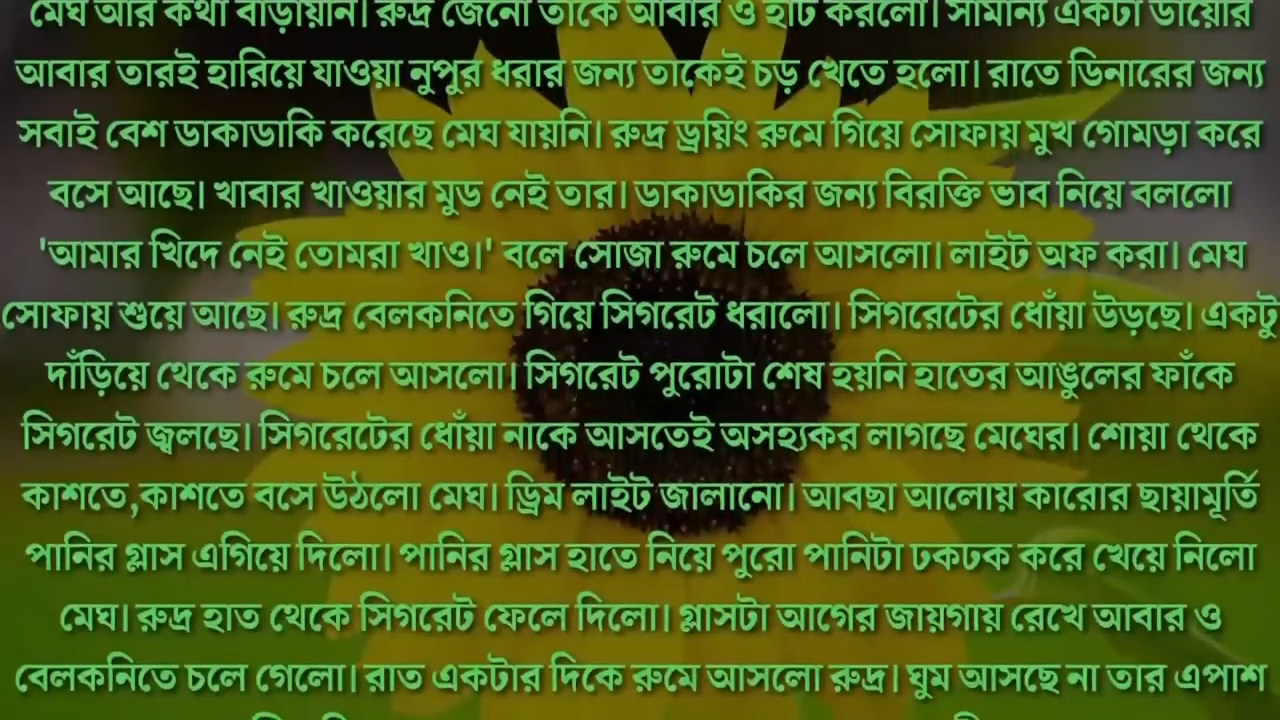 মেঘ আর কথা বাড়ায়নি। রুদ্র জেনো তাকে আবার ও হার্ট করলো। সামান্য একটা ডায়োর
আবার তারই হারিয়ে যাওয়া নুপুর ধরার জন্য তাকেই চড় খেতে হলো। রাতে ডিনারের জন্য
সবাই বেশ ডাকাডাকি করেছে মেঘ যায়নি। রুদ্র ড্রয়িং রুমে গিয়ে সোফায় মুখ গোমড়া করে
বসে আছে। খাবার খাওয়ার মুড নেই তার। ডাকাডাকির জন্য বিরক্তি ভাব নিয়ে বললো
'আমার খিদে নেই তোমরা খাও।' বলে সোজা রুমে চলে আসলো। লাইট অফ করা। মেঘ
সোফায় শুয়ে আছে। রুদ্র বেলকনিতে গিয়ে সিগরেট ধরালো। সিগরেটের ধোঁয়া উড়ছে। একটু
দাঁড়িয়ে থেকে রুমে চলে আসলো। সিগরেট পুরোটা শেষ হয়নি হাতের আঙুলের ফাঁকে
সিগরেট জ্বলছে। সিগরেটের ধোঁয়া নাকে আসতেই অসহ্যকর লাগছে মেঘের। শোয়া থেকে
কাশতে,কাশতে বসে উঠলো মেঘ। ড্রিম লাইট জালানো। আবছা আলোয় কারোর ছায়ামূর্তি
পানির গ্লাস এগিয়ে দিলো। পানির গ্লাস হাতে নিয়ে পুরো পানিটা ঢকঢক করে খেয়ে নিলো
মেঘ। রুদ্র হাত থেকে সিগরেট ফেলে দিলো। গ্লাসটা আগের জায়গায় রেখে আবার ও
বেলকনিতে চলে গেলো। রাত একটার দিকে রুমে আসলো রুদ্র। ঘুম আসছে না তার এপাশ